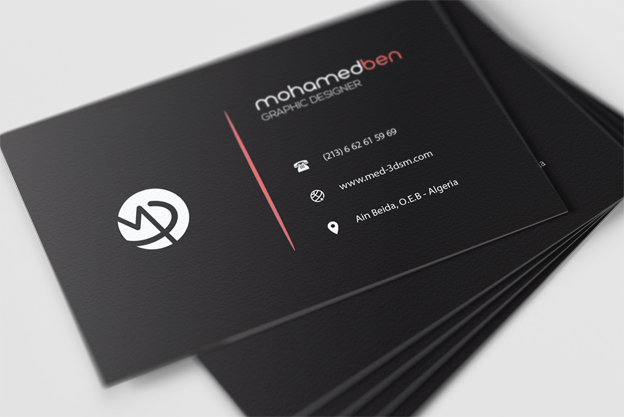 mohamedben
GRAPHIC DESIGNER
(213) 6 62 61 59 69
www.med-3dsm.com
Ain Beida, O.E.B - Algeria